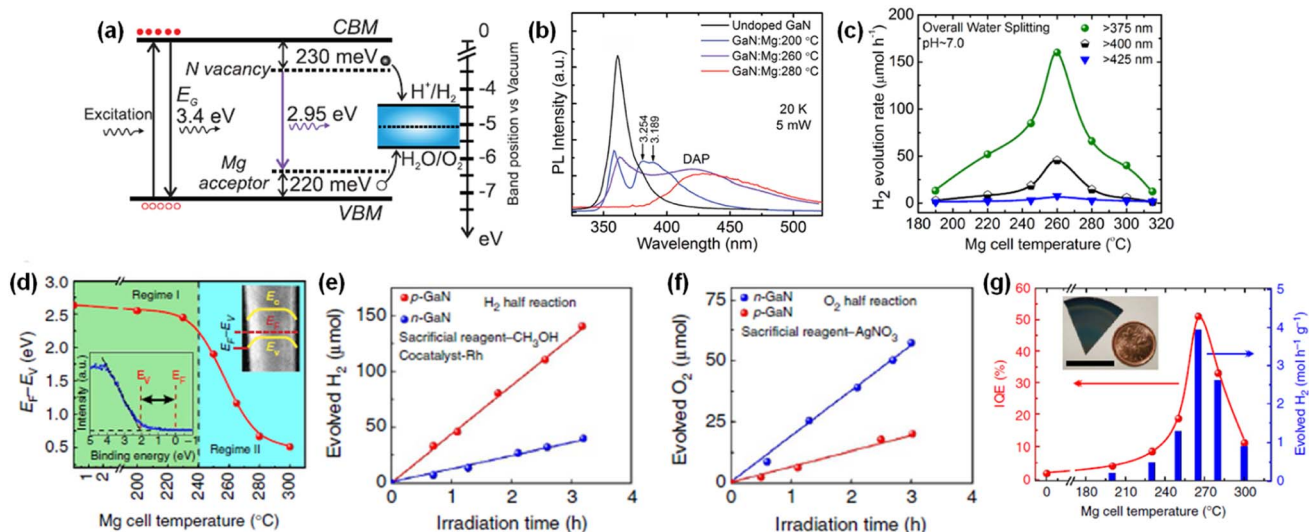 (a)
CBM
230 meV
N vacancy
Excitation
E_G
3.4 eV
2.95 eV
H⁺/H₂
H₂O/O₂
Mg
acceptor
220 meV
VBM
0
-4
-5
-6
-7
eV
Band position vs Vacuum
(b)
Undoped GaN
GaN:Mg:200 °C
GaN:Mg:260 °C
GaN:Mg:280 °C
20 K
5 mW
3.254
3.189
DAP
PL Intensity (a.u.)
350 400 450 500
Wavelength (nm)
(c)
Overall Water Splitting
pH~7.0
>375 nm
>400 nm
>425 nm
H₂ evolution rate (μmol h⁻¹)
200
150
100
50
0
200 220 240 260 280 300 320
Mg cell temperature (°C)
(d)
3.0
2.5
2.0
1.5
1.0
0.5
E_F–E_V (eV)
Regime I
Regime II
E_c
E_F
E_v
E_F–E_V
Intensity (a.u.)
E_V
E_F
5 4 3 2 1 0 −1
Binding energy (eV)
1 2 200 220 240 260 280 300
Mg cell temperature (°C)
(e)
p-GaN
n-GaN
H₂ half reaction
Sacrificial reagent–CH₃OH
Cocatalyst-Rh
Evolved H₂ (μmol)
150
100
50
0
0 1 2 3 4
Irradiation time (h)
(f)
n-GaN
p-GaN
O₂ half reaction
Sacrificial reagent–AgNO₃
Evolved O₂ (μmol)
75
50
25
0
0 1 2 3 4
Irradiation time (h)
(g)
IQE (%)
60
50
40
30
20
10
0
5
4
3
2
1
0
Evolved H₂ (mol h⁻¹ g⁻¹)
0 180 210 240 270 300
Mg cell temperature (°C)